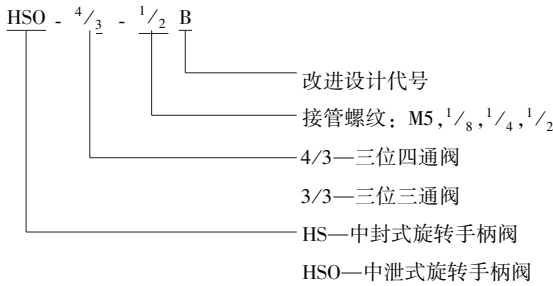 HSO - 4/3 - 1/2 B
改进设计代号
接管螺纹：M5,1/8,1/4,1/2
4/3—三位四通阀
3/3—三位三通阀
HS—中封式旋转手柄阀
HSO—中泄式旋转手柄阀